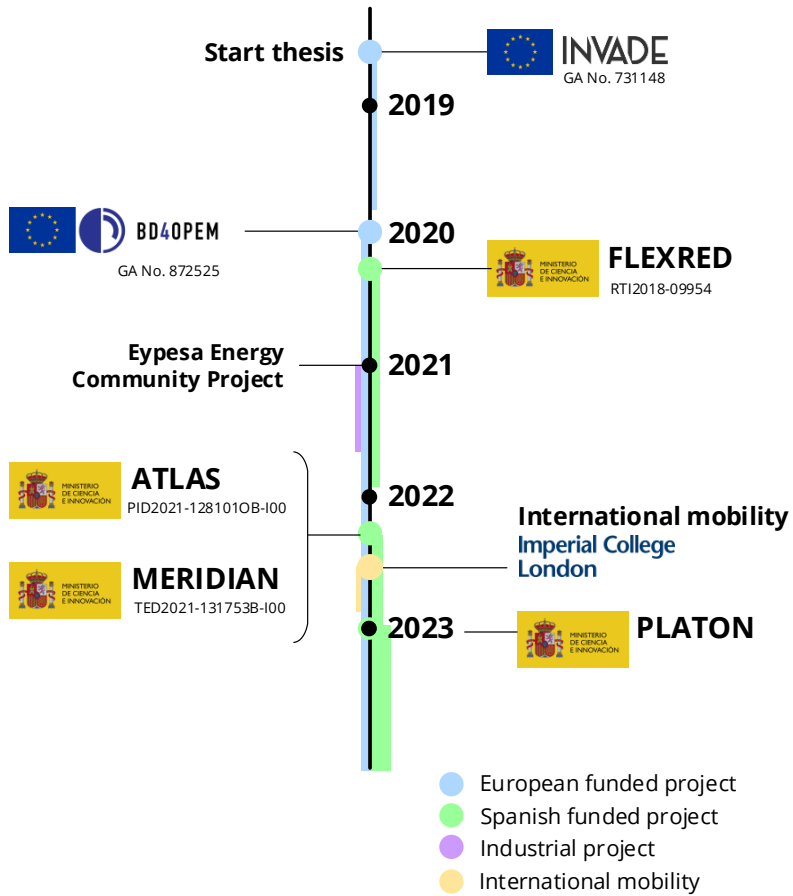 Start thesis
INVADE
GA No. 731148
2019
BD4OPEM
GA No. 872525
2020
MINISTERIO
DE CIENCIA
E INNOVACIÓN
FLEXRED
RTI2018-09954
Eypesa Energy
Community Project
2021
MINISTERIO
DE CIENCIA
E INNOVACIÓN
ATLAS
PID2021-128101OB-I00
2022
International mobility
Imperial College
London
MINISTERIO
DE CIENCIA
E INNOVACIÓN
MERIDIAN
TED2021-131753B-I00
2023
MINISTERIO
DE CIENCIA
E INNOVACIÓN
PLATON
European funded project
Spanish funded project
Industrial project
International mobility